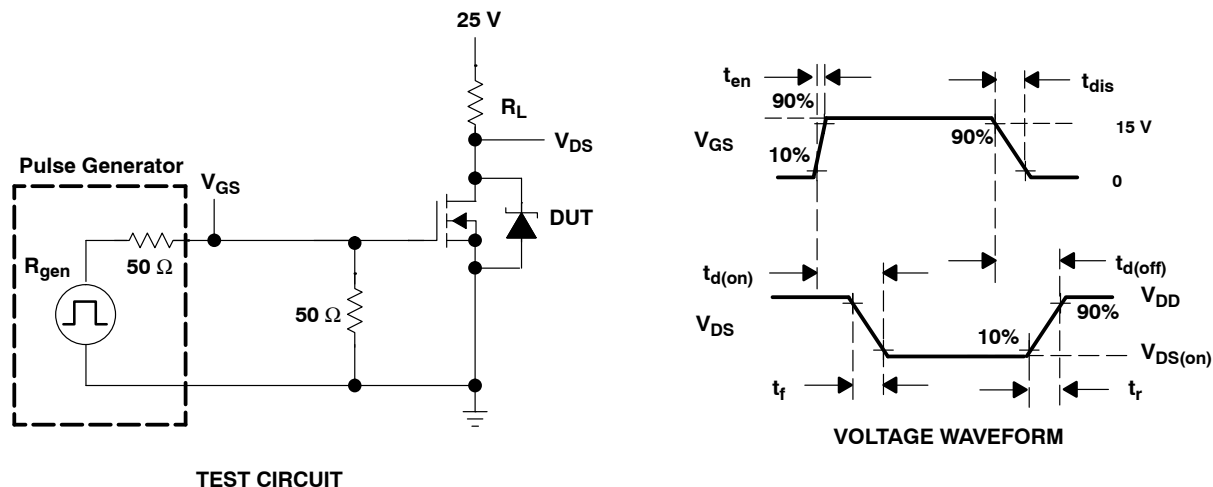 25 V
R_L
V_DS
Pulse Generator
V_GS
DUT
R_gen
50 Ω
50 Ω
TEST CIRCUIT
t_en
t_dis
90%
V_GS
90%
15 V
10%
0
t_d(on)
t_d(off)
V_DD
V_DS
90%
10%
V_DS(on)
t_f
t_r
VOLTAGE WAVEFORM